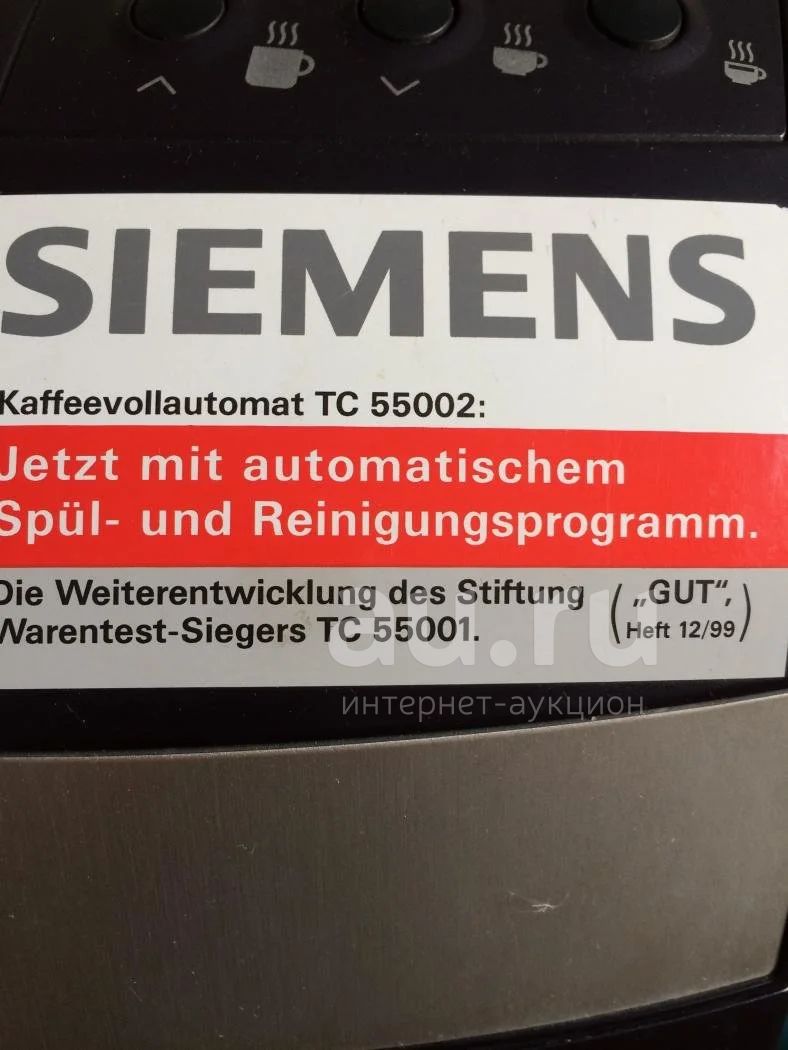 SIEMENS
Kaffeevollautomat TC 55002:
Jetzt mit automatischem
Spül- und Reinigungsprogramm.
Die Weiterentwicklung des Stiftung
Warentest-Siegers TC 55001.
„GUT“,
(Heft 12/99)
au.ru
интернет-аукцион